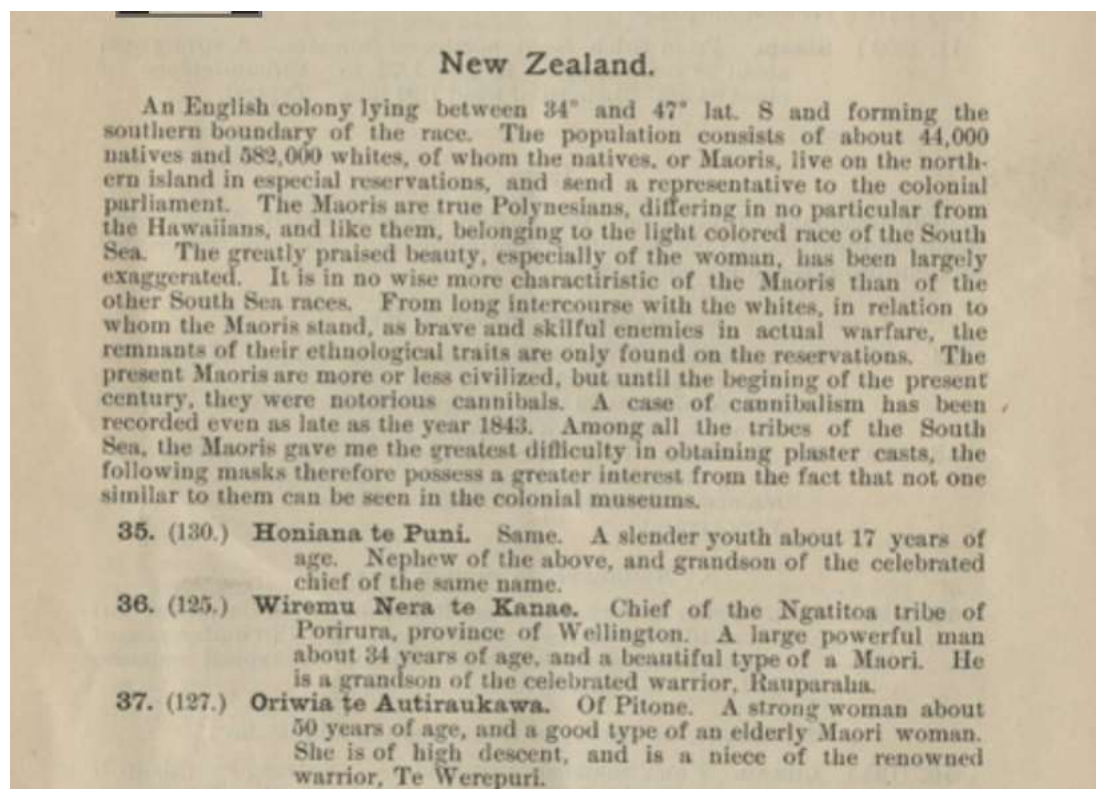 New Zealand.
An English colony lying between 34° and 47° lat. S and forming the
southern boundary of the race. The population consists of about 44,000
natives and 582,000 whites, of whom the natives, or Maoris, live on the north-
ern island in especial reservations, and send a representative to the colonial
parliament. The Maoris are true Polynesians, differing in no particular from
the Hawaiians, and like them, belonging to the light colored race of the South
Sea. The greatly praised beauty, especially of the woman, has been largely
exaggerated. It is in no wise more charactiristic of the Maoris than of the
other South Sea races. From long intercourse with the whites, in relation to
whom the Maoris stand, as brave and skilful enemies in actual warfare, the
remnants of their ethnological traits are only found on the reservations. The
present Maoris are more or less civilized, but until the begining of the present
century, they were notorious cannibals. A case of cannibalism has been
recorded even as late as the year 1843. Among all the tribes of the South
Sea, the Maoris gave me the greatest difficulty in obtaining plaster casts, the
following masks therefore possess a greater interest from the fact that not one
similar to them can be seen in the colonial museums.
35. (130.) Honiana te Puni. Same. A slender youth about 17 years of
age. Nephew of the above, and grandson of the celebrated
chief of the same name.
36. (125.) Wiremu Nera te Kanae. Chief of the Ngatitoa tribe of
Porirura, province of Wellington. A large powerful man
about 34 years of age, and a beautiful type of a Maori. He
is a grandson of the celebrated warrior, Rauparaha.
37. (127.) Oriwia te Autiraukawa. Of Pitone. A strong woman about
50 years of age, and a good type of an elderly Maori woman.
She is of high descent, and is a niece of the renowned
warrior, Te Werepuri.